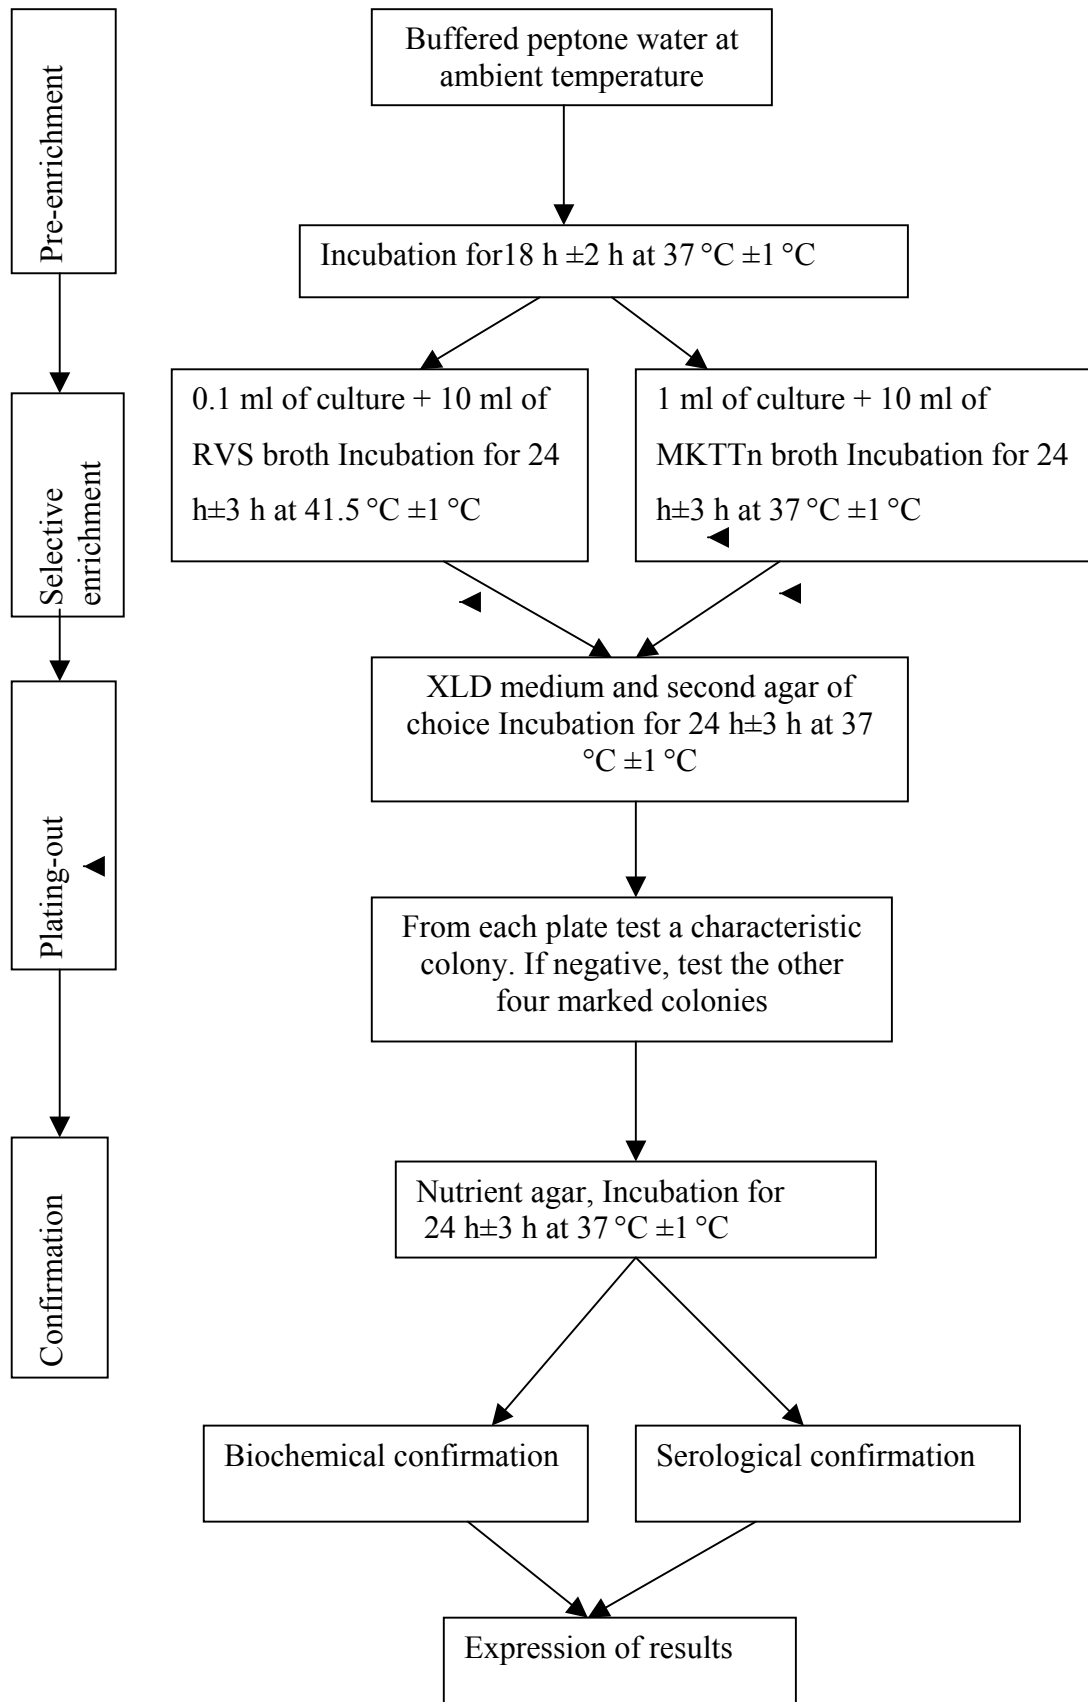 Pre-enrichment
Buffered peptone water at
ambient temperature
Incubation for18 h ±2 h at 37 °C ±1 °C
Selective
enrichment
0.1 ml of culture + 10 ml of
RVS broth Incubation for 24
h±3 h at 41.5 °C ±1 °C
1 ml of culture + 10 ml of
MKTTn broth Incubation for 24
h±3 h at 37 °C ±1 °C
Plating-out
XLD medium and second agar of
choice Incubation for 24 h±3 h at 37
°C ±1 °C
From each plate test a characteristic
colony. If negative, test the other
four marked colonies
Confirmation
Nutrient agar, Incubation for
24 h±3 h at 37 °C ±1 °C
Biochemical confirmation
Serological confirmation
Expression of results